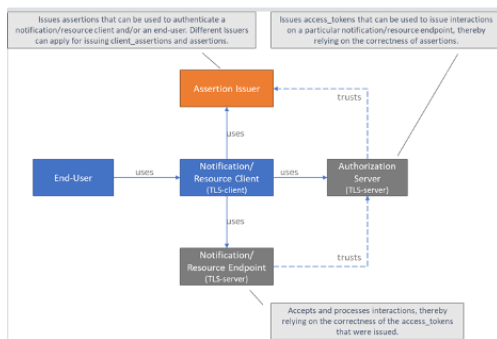 Issues assertions that can be used to authenticate a
notification/resource client and/or an end-user. Different issuers
can apply for issuing client_assertions and assertions.
Issues access_tokens that can be used to issue interactions
on a particular notification/resource endpoint, thereby
relying on the correctness of assertions.
Assertion Issuer
trusts
uses
End-User
uses
Notification/
Resource Client
(TLS-client)
uses
Authorization
Server
(TLS-server)
uses
Notification/
Resource Endpoint
(TLS-server)
trusts
Accepts and processes interactions, thereby
relying on the correctness of the access_tokens
that were issued.